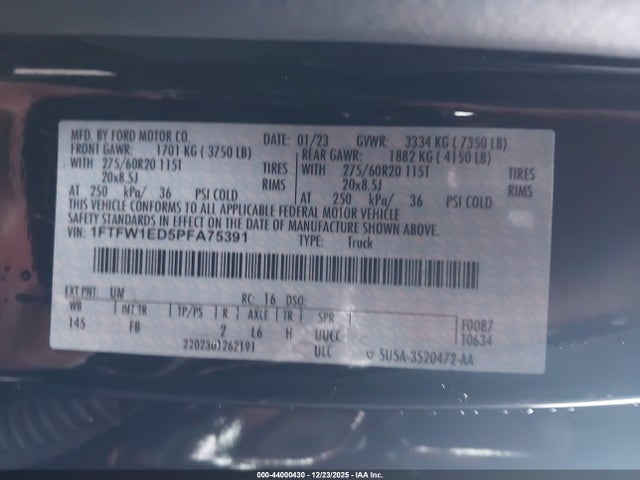 MFD. BY FORD MOTOR CO. DATE: 01/23 GVWR: 3334 KG ( 7350 LB)
FRONT GAWR: 1701 KG ( 3750 LB) REAR GAWR: 1882 KG ( 4150 LB)
WITH 275/60R20 115T TIRES WITH 275/60R20 115T TIRES
20x8.5J RIMS 20x8.5J RIMS
AT 250 kPa/ 36 PSI COLD AT 250 kPa/ 36 PSI COLD
THIS VEHICLE CONFORMS TO ALL APPLICABLE FEDERAL MOTOR VEHICLE
SAFETY STANDARDS IN EFFECT ON THE DATE OF MANUFACTURE SHOWN ABOVE.
VIN: 1FTFW1ED5PFA75391 TYPE: Truck
EXT PNT: UM RC: 16 DSO:
WB INT TR TP/PS R AXLE TR SPR
145 FB 2 L6 H UUCC F0087
2202301262191 ULC T0634
5U5A-3520472-AA
000-44000430 - 12/23/2025 - IAA Inc.